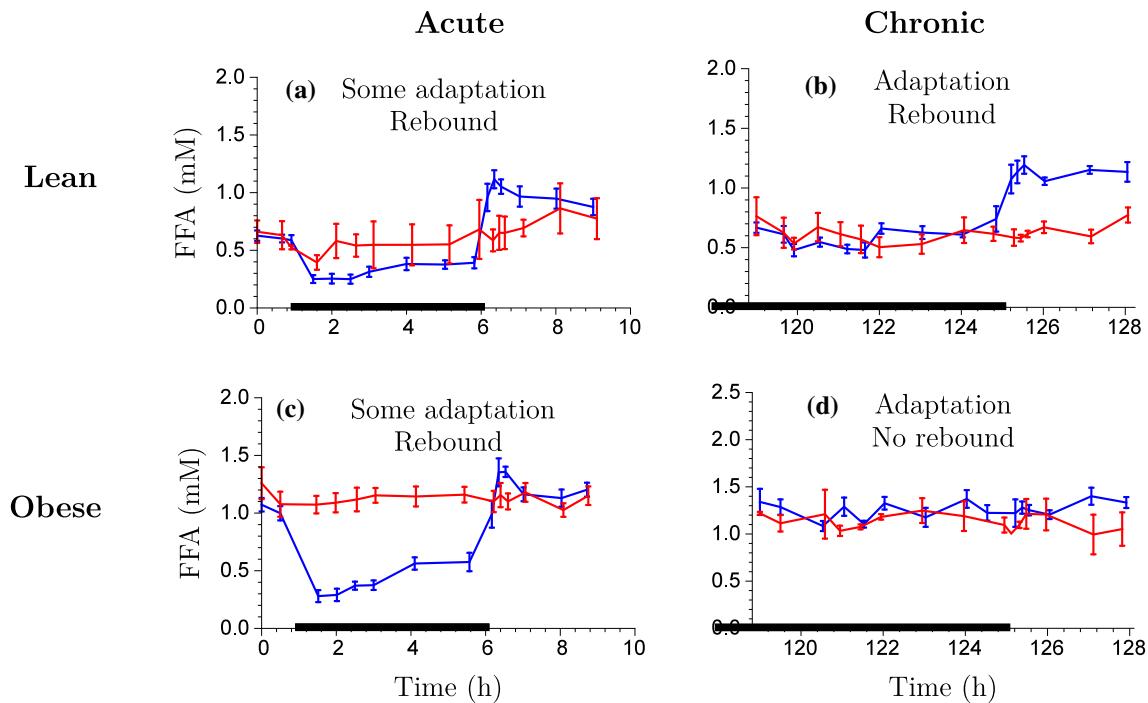 Acute
Chronic
Lean
Obese
(a) Some adaptation
Rebound
FFA (mM)
2.0
1.5
1.0
0.5
0.0
0 2 4 6 8 10
(b) Adaptation
Rebound
2.0
1.5
1.0
0.5
0.0
120 122 124 126 128
(c) Some adaptation
Rebound
FFA (mM)
2.0
1.5
1.0
0.5
0.0
0 2 4 6 8 10
Time (h)
(d) Adaptation
No rebound
2.5
2.0
1.5
1.0
0.5
0.0
120 122 124 126 128
Time (h)